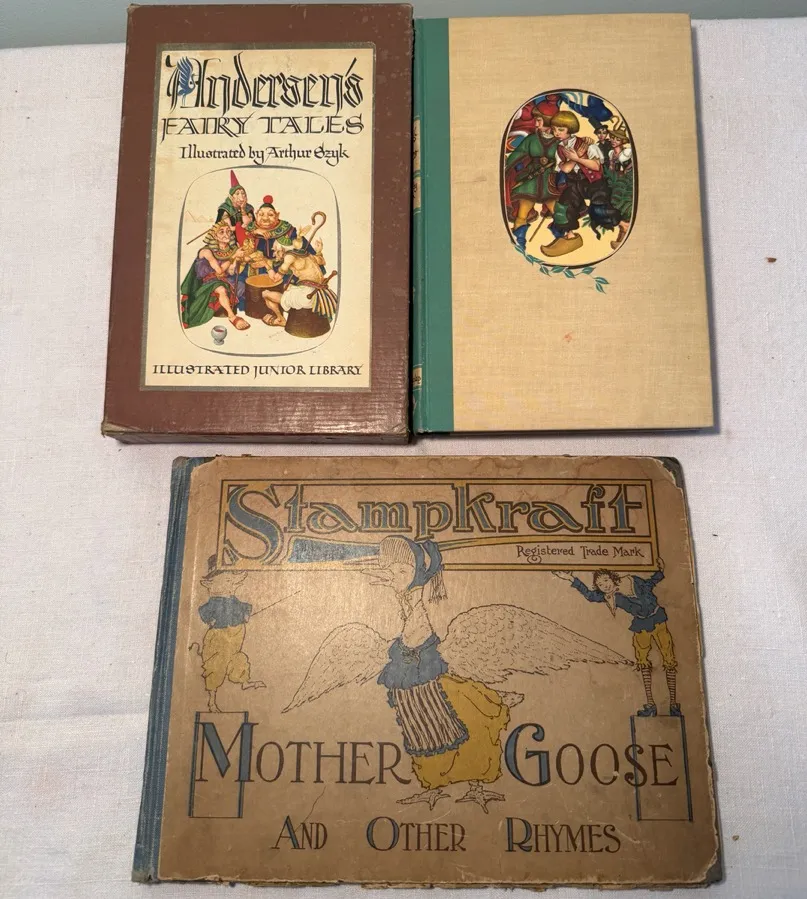 Andersen's
FAIRY TALES
Illustrated by Arthur Szyk
ILLUSTRATED JUNIOR LIBRARY
Stampkraft
Registered Trade Mark
MOTHER GOOSE
AND OTHER RHYMES